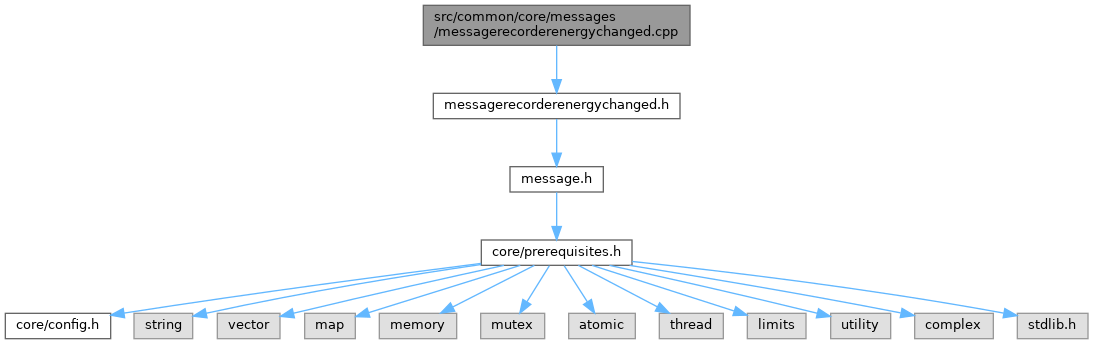 src/common/core/messages
/messagerecorderenergychanged.cpp
messagerecorderenergychanged.h
message.h
core/prerequisites.h
core/config.h
string
vector
map
memory
mutex
atomic
thread
limits
utility
complex
stdlib.h